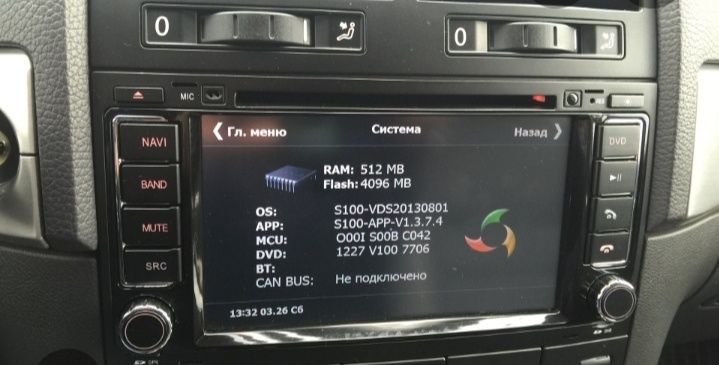 0
0
MIC
NAVI
BAND
MUTE
SRC
DVD
❮ Гл. меню Система Назад ❯
RAM: 512 MB
Flash: 4096 MB
OS: S100-VDS20130801
APP: S100-APP-V1.3.7.4
MCU: O00I S00B C042
DVD: 1227 V100 7706
BT:
CAN BUS: Не подключено
13:32 03.26 Сб